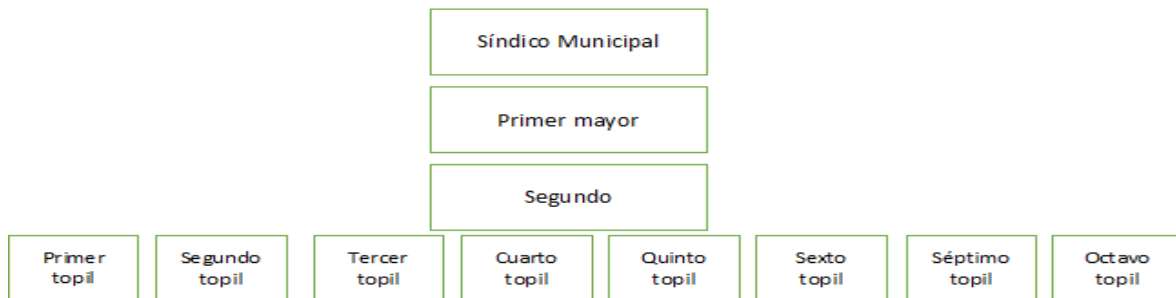 Síndico Municipal
Primer mayor
Segundo
Primer
topil
Segundo
topil
Tercer
topil
Cuarto
topil
Quinto
topil
Sexto
topil
Séptimo
topil
Octavo
topil